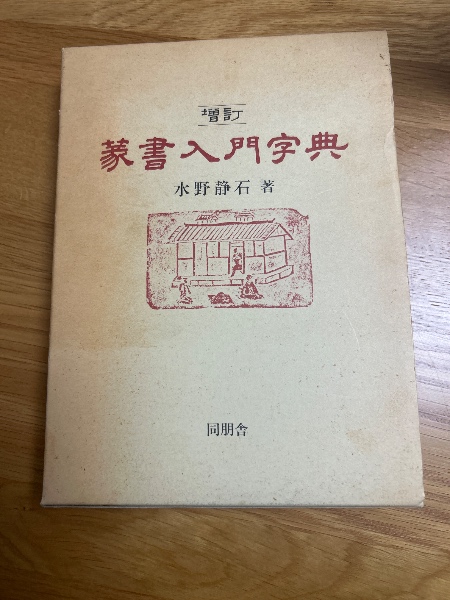 増訂
篆書入門字典
水野静石 著
同朋舎